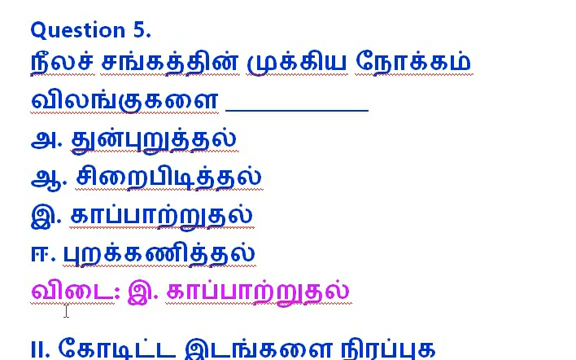 Question 5.
நீலச் சங்கத்தின் முக்கிய நோக்கம்
விலங்குகளை ____________
அ. துன்புறுத்தல்
ஆ. சிறைபிடித்தல்
இ. காப்பாற்றுதல்
ஈ. புறக்கணித்தல்
விடை: இ. காப்பாற்றுதல்
II. கோடிட்ட இடங்களை நிரப்புக